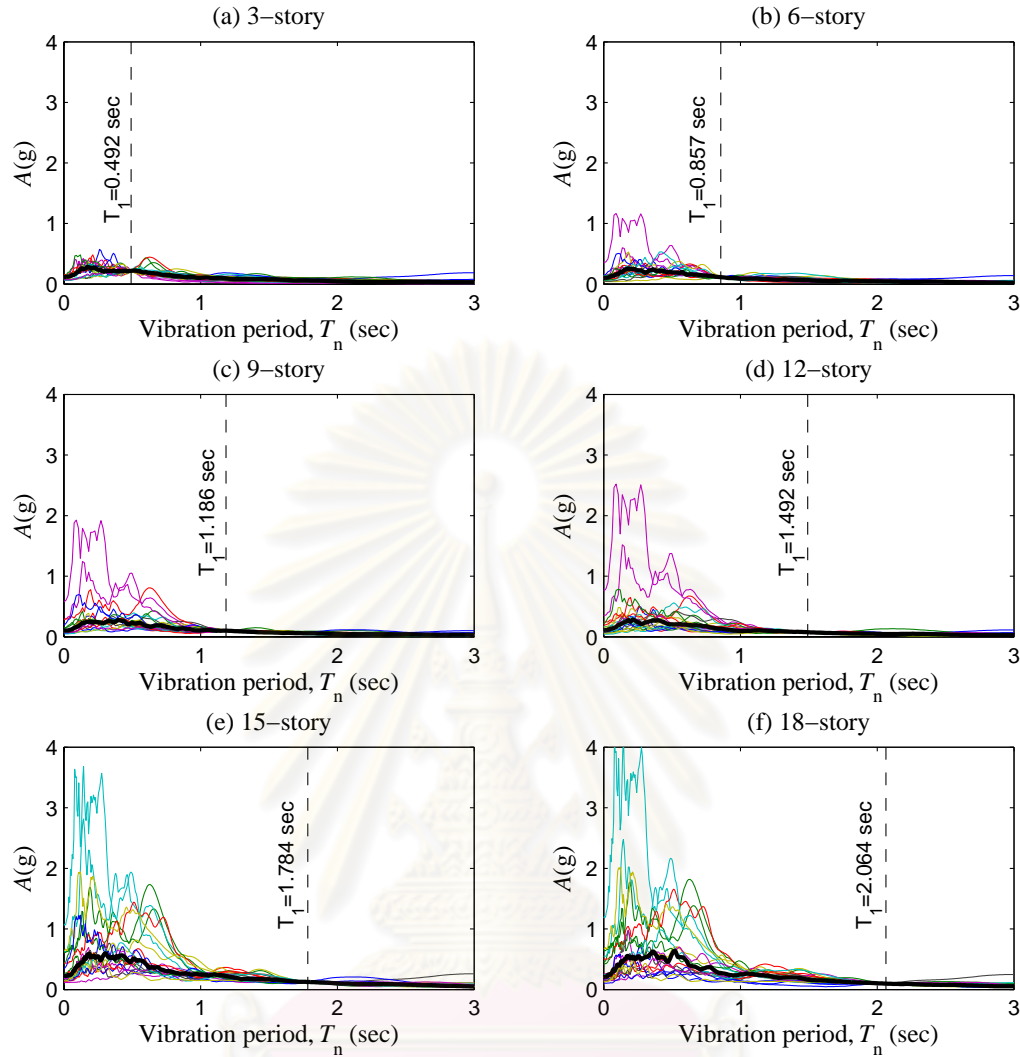 (a) 3−story
(b) 6−story
4
3
2
1
0
A(g)
T1=0.492 sec
0 1 2 3
Vibration period, Tn (sec)
4
3
2
1
0
A(g)
T1=0.857 sec
0 1 2 3
Vibration period, Tn (sec)
(c) 9−story
(d) 12−story
4
3
2
1
0
A(g)
T1=1.186 sec
0 1 2 3
Vibration period, Tn (sec)
4
3
2
1
0
A(g)
T1=1.492 sec
0 1 2 3
Vibration period, Tn (sec)
(e) 15−story
(f) 18−story
4
3
2
1
0
A(g)
T1=1.784 sec
0 1 2 3
Vibration period, Tn (sec)
4
3
2
1
0
A(g)
T1=2.064 sec
0 1 2 3
Vibration period, Tn (sec)